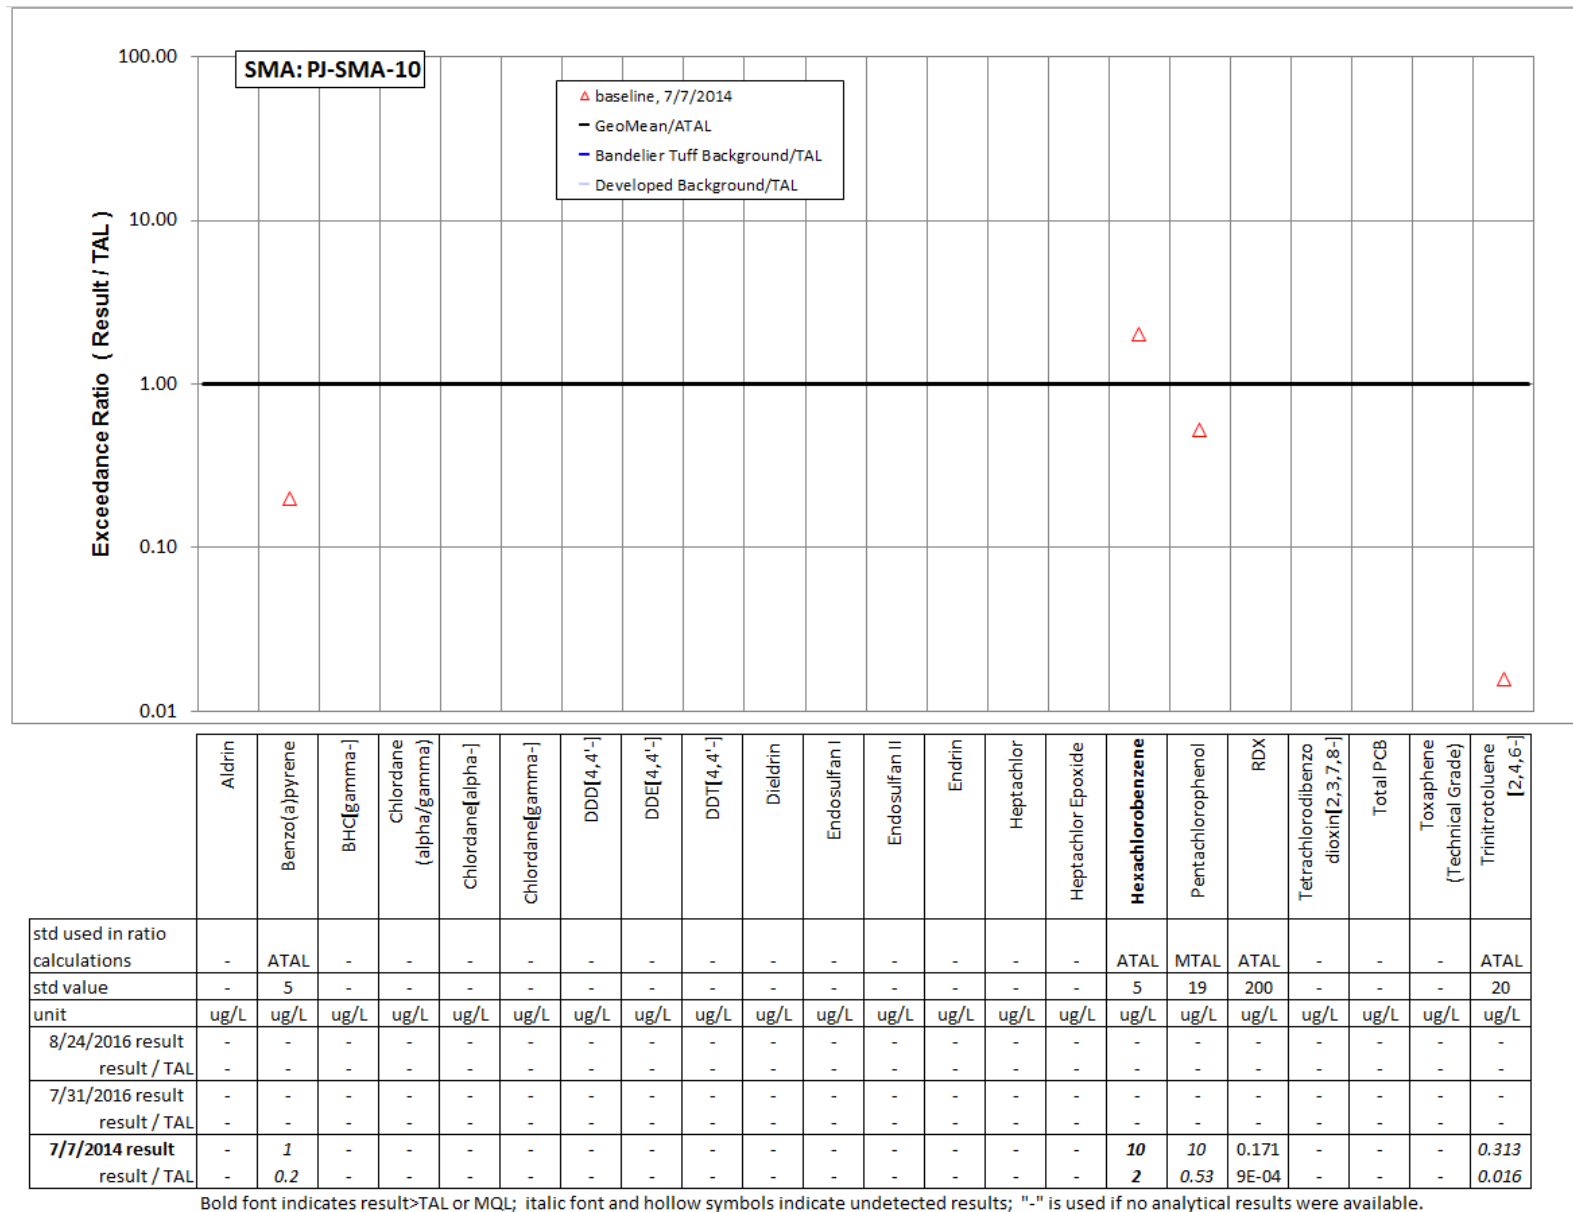 SMA: PJ-SMA-10
baseline, 7/7/2014
GeoMean/ATAL
Bandelier Tuff Background/TAL
Developed Background/TAL
Exceedance Ratio ( Result / TAL )
100.00
10.00
1.00
0.10
0.01
Aldrin
Benzo(a)pyrene
BHC[gamma-]
Chlordane
(alpha/gamma)
Chlordane[alpha-]
Chlordane[gamma-]
DDD[4,4'-]
DDE[4,4'-]
DDT[4,4'-]
Dieldrin
Endosulfan I
Endosulfan II
Endrin
Heptachlor
Heptachlor Epoxide
Hexachlorobenzene
Pentachlorophenol
RDX
Tetrachlorodibenzo
dioxin[2,3,7,8-]
Total PCB
Toxaphene
(Technical Grade)
Trinitrotoluene
[2,4,6-]
std used in ratio
calculations - ATAL - - - - - - - - - - - - - ATAL MTAL ATAL - - - ATAL
std value - 5 - - - - - - - - - - - - - 5 19 200 - - - 20
unit ug/L ug/L ug/L ug/L ug/L ug/L ug/L ug/L ug/L ug/L ug/L ug/L ug/L ug/L ug/L ug/L ug/L ug/L ug/L ug/L ug/L ug/L
8/24/2016 result - - - - - - - - - - - - - - - - - - - - - -
result / TAL - - - - - - - - - - - - - - - - - - - - - -
7/31/2016 result - - - - - - - - - - - - - - - - - - - - - -
result / TAL - - - - - - - - - - - - - - - - - - - - - -
7/7/2014 result - 1 - - - - - - - - - - - - - 10 10 0.171 - - - 0.313
result / TAL - 0.2 - - - - - - - - - - - - - 2 0.53 9E-04 - - - 0.016
Bold font indicates result>TAL or MQL; italic font and hollow symbols indicate undetected results; "-" is used if no analytical results were available.